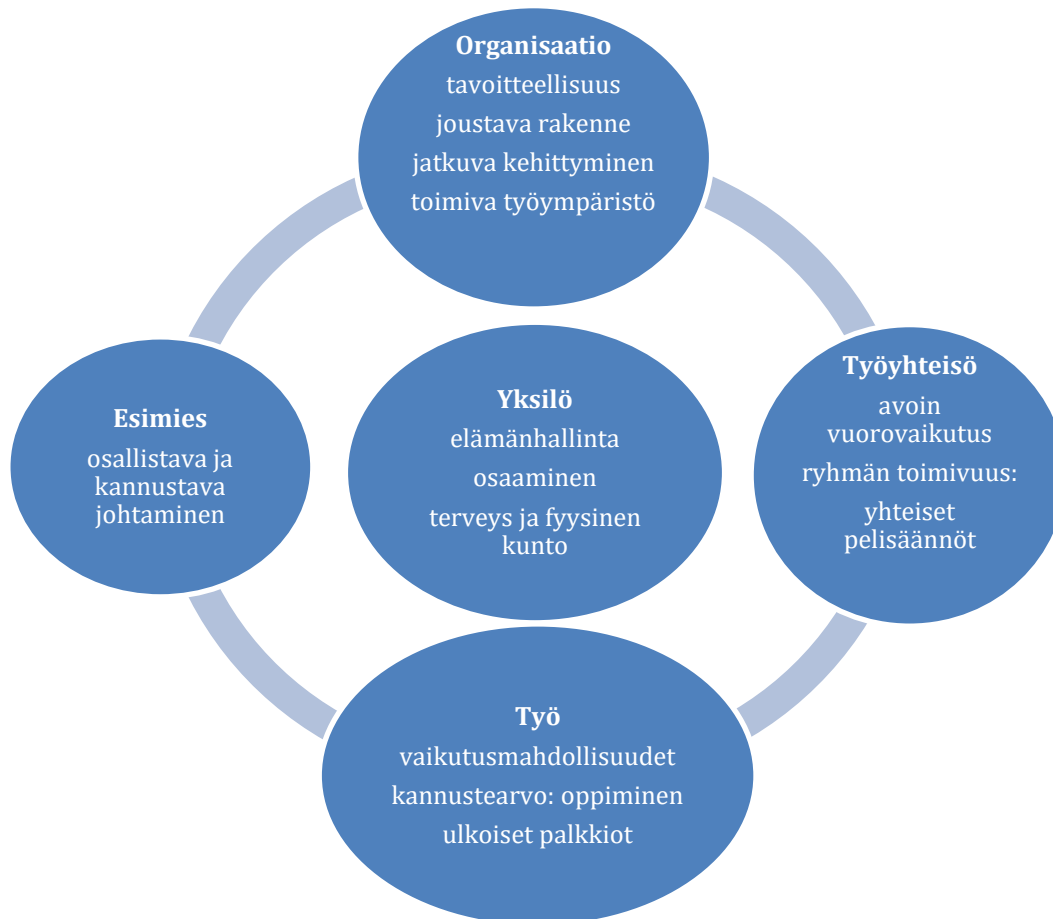 Organisaatio
tavoitteellisuus
joustava rakenne
jatkuva kehittyminen
toimiva työympäristö
Esimies
osallistava ja
kannustava
johtaminen
Yksilö
elämänhallinta
osaaminen
terveys ja fyysinen
kunto
Työyhteisö
avoin
vuorovaikutus
ryhmän toimivuus:
yhteiset
pelisäännöt
Työ
vaikutusmahdollisuudet
kannustearvo: oppiminen
ulkoiset palkkiot